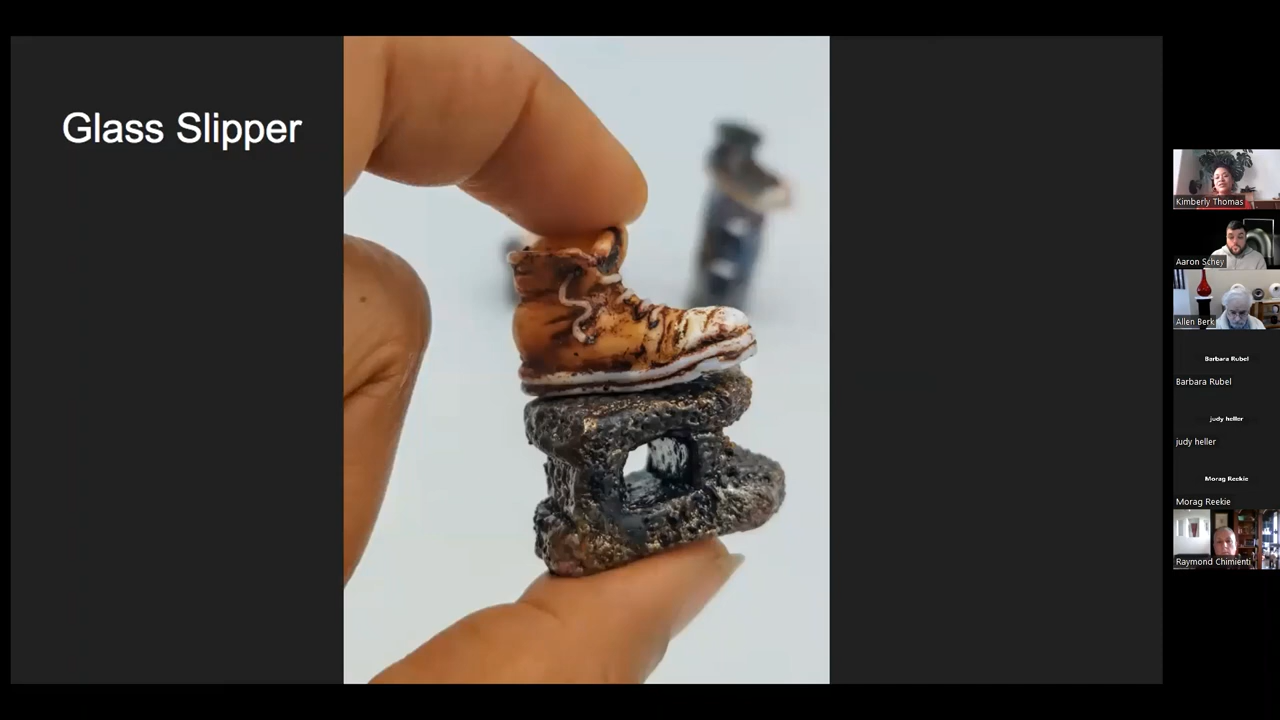 Glass Slipper
Kimberly Thomas
Aaron Schey
Allen Berk
Barbara Rubel
Barbara Rubel
judy heller
judy heller
Morag Reekie
Morag Reekie
Raymond Chimienti